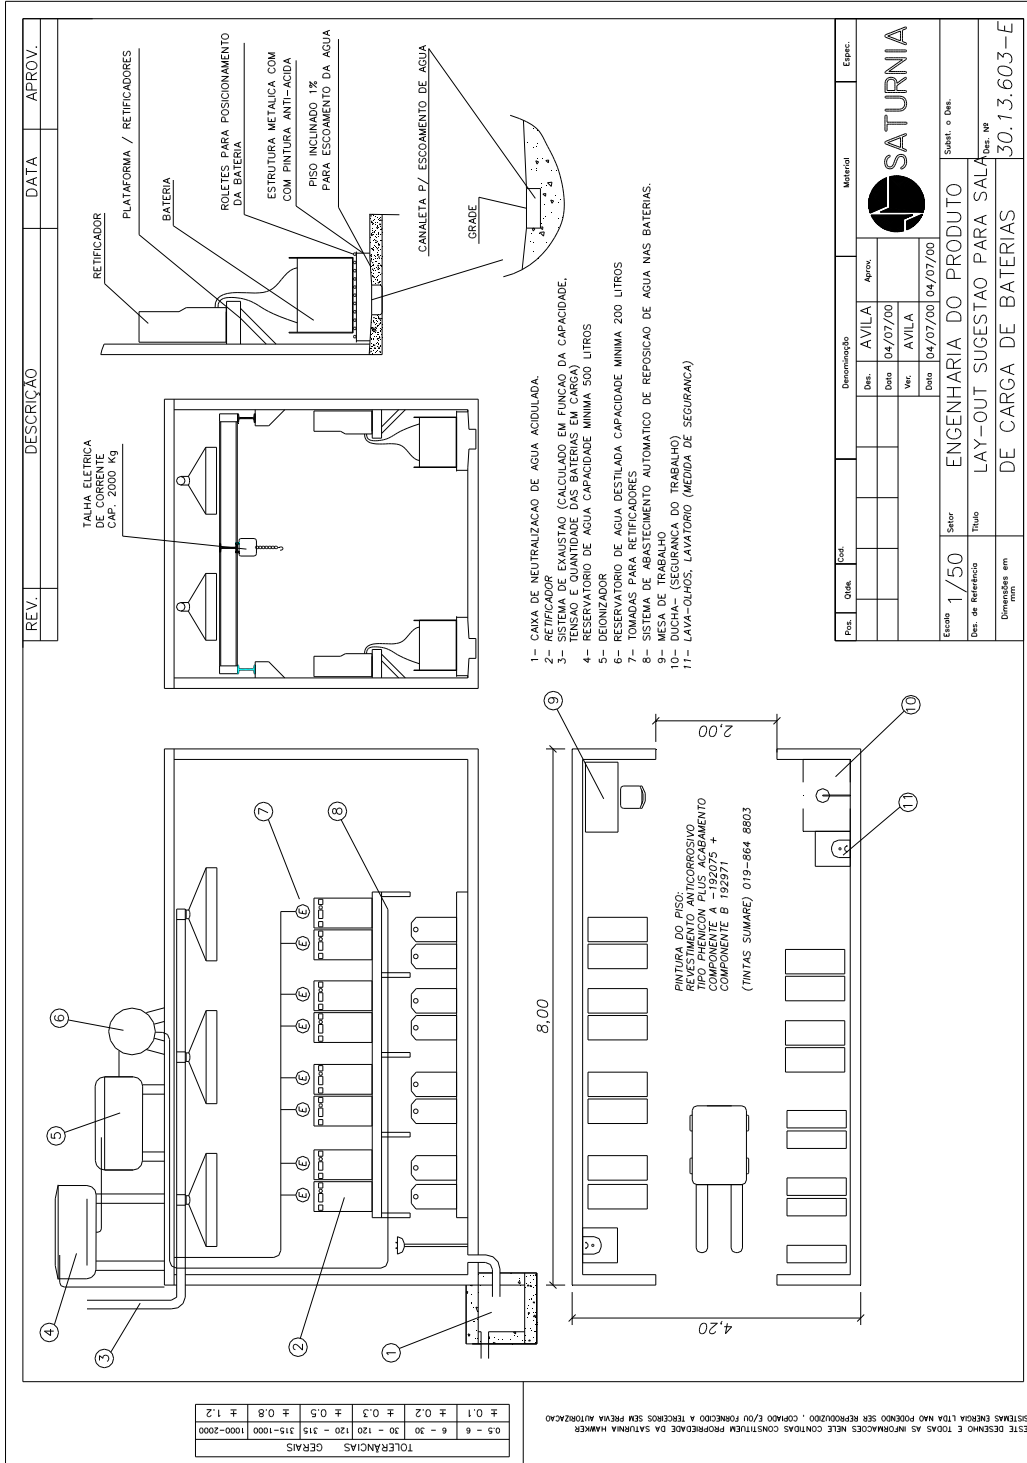 REV.
DESCRIÇÃO
DATA
APROV.
TALHA ELETRICA
DE CORRENTE
CAP. 2000 Kg
RETIFICADOR
PLATAFORMA / RETIFICADORES
BATERIA
ROLETES PARA POSICIONAMENTO
DA BATERIA
ESTRUTURA METALICA COM
COM PINTURA ANTI-ACIDA
PISO INCLINADO 1%
PARA ESCOAMENTO DA AGUA
CANALETA P/ ESCOAMENTO DE AGUA
GRADE
1- CAIXA DE NEUTRALIZACAO DE AGUA ACIDULADA.
2- RETIFICADOR
3- SISTEMA DE EXAUSTAO (CALCULADO EM FUNCAO DA CAPACIDADE,
TENSAO E QUANTIDADE DAS BATERIAS EM CARGA)
4- RESERVATORIO DE AGUA CAPACIDADE MINIMA 500 LITROS
5- DEIONIZADOR
6- RESERVATORIO DE AGUA DESTILADA CAPACIDADE MINIMA 200 LITROS
7- TOMADAS PARA RETIFICADORES
8- SISTEMA DE ABASTECIMENTO AUTOMATICO DE REPOSICAO DE AGUA NAS BATERIAS.
9- MESA DE TRABALHO
10- DUCHA- (SEGURANCA DO TRABALHO)
11- LAVA-OLHOS, LAVATORIO (MEDIDA DE SEGURANCA)
3
4
5
6
7
8
2
1
9
10
11
8,00
2,00
4,20
PINTURA DO PISO:
REVESTIMENTO ANTICORROSIVO
TIPO PHENICON PLUS ACABAMENTO
COMPONENTE A -192075 +
COMPONENTE B 192971
(TINTAS SUMARE) 019-864 8803
Pos. Qtde. Cod. Denominação Material Espec.
Des. AVILA Aprov.
Data 04/07/00
Ver. AVILA
Data 04/07/00 04/07/00
SATURNIA
Escala 1/50
Setor ENGENHARIA DO PRODUTO
Subst. o Des.
Des. de Referência
Título LAY-OUT SUGESTAO PARA SALA
DE CARGA DE BATERIAS
Des. Nº 30.13.603-E
Dimensões em
mm
TOLERÂNCIAS GERAIS
0.5 - 6 6 - 30 30 - 120 120 - 315 315-1000 1000-2000
± 0.1 ± 0.2 ± 0.3 ± 0.5 ± 0.8 ± 1.2
ESTE DESENHO E TODAS AS INFORMACOES NELE CONTIDAS CONSTITUEM PROPRIEDADE DA SATURNIA HAWKER
SISTEMAS ENERGIA LTDA NAO PODENDO SER REPRODUZIDO , COPIADO E/OU FORNECIDO A TERCEIROS SEM PREVIA AUTORIZACAO